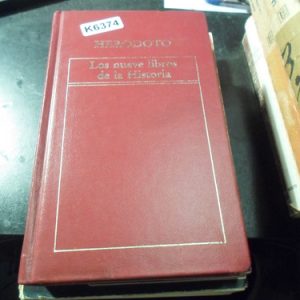 K6374
HERODOTO
Los nueve libros
de la Historia